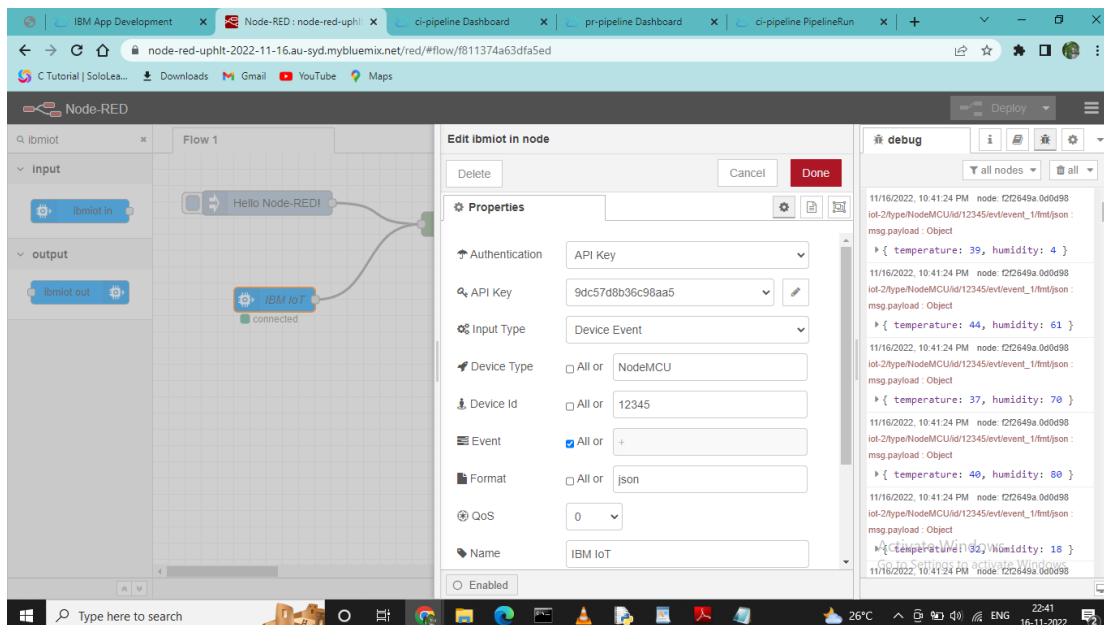 IBM App Development
Node-RED : node-red-uphl
ci-pipeline Dashboard
pr-pipeline Dashboard
ci-pipeline PipelineRun
node-red-uphlt-2022-11-16.au-syd.mybluemix.net/red/#flow/f811374a63dfa5ed
C Tutorial | SoloLea...
Downloads
Gmail
YouTube
Maps
Node-RED
Deploy
ibmiot
Flow 1
Edit ibmiot in node
debug
i
input
Delete
Cancel
Done
all nodes
all
ibmiot in
Hello Node-RED!
Properties
output
ibmiot out
IBM IoT
connected
Authentication
API Key
API Key
9dc57d8b36c98aa5
Input Type
Device Event
Device Type
All or
NodeMCU
Device Id
All or
12345
Event
All or
+
Format
All or
json
QoS
0
Name
IBM IoT
Enabled
11/16/2022, 10:41:24 PM node: f2f2649a.0d0d98
iot-2/type/NodeMCU/id/12345/evt/event_1/fmt/json :
msg.payload : Object
{ temperature: 39, humidity: 4 }
11/16/2022, 10:41:24 PM node: f2f2649a.0d0d98
iot-2/type/NodeMCU/id/12345/evt/event_1/fmt/json :
msg.payload : Object
{ temperature: 44, humidity: 61 }
11/16/2022, 10:41:24 PM node: f2f2649a.0d0d98
iot-2/type/NodeMCU/id/12345/evt/event_1/fmt/json :
msg.payload : Object
{ temperature: 37, humidity: 70 }
11/16/2022, 10:41:24 PM node: f2f2649a.0d0d98
iot-2/type/NodeMCU/id/12345/evt/event_1/fmt/json :
msg.payload : Object
{ temperature: 40, humidity: 80 }
11/16/2022, 10:41:24 PM node: f2f2649a.0d0d98
iot-2/type/NodeMCU/id/12345/evt/event_1/fmt/json :
msg.payload : Object
{ temperature: 32, humidity: 18 }
11/16/2022, 10:41:24 PM node: f2f2649a.0d0d98
Activate Windows
Go to Settings to activate Windows.
Type here to search
26°C
ENG
22:41
16-11-2022
2